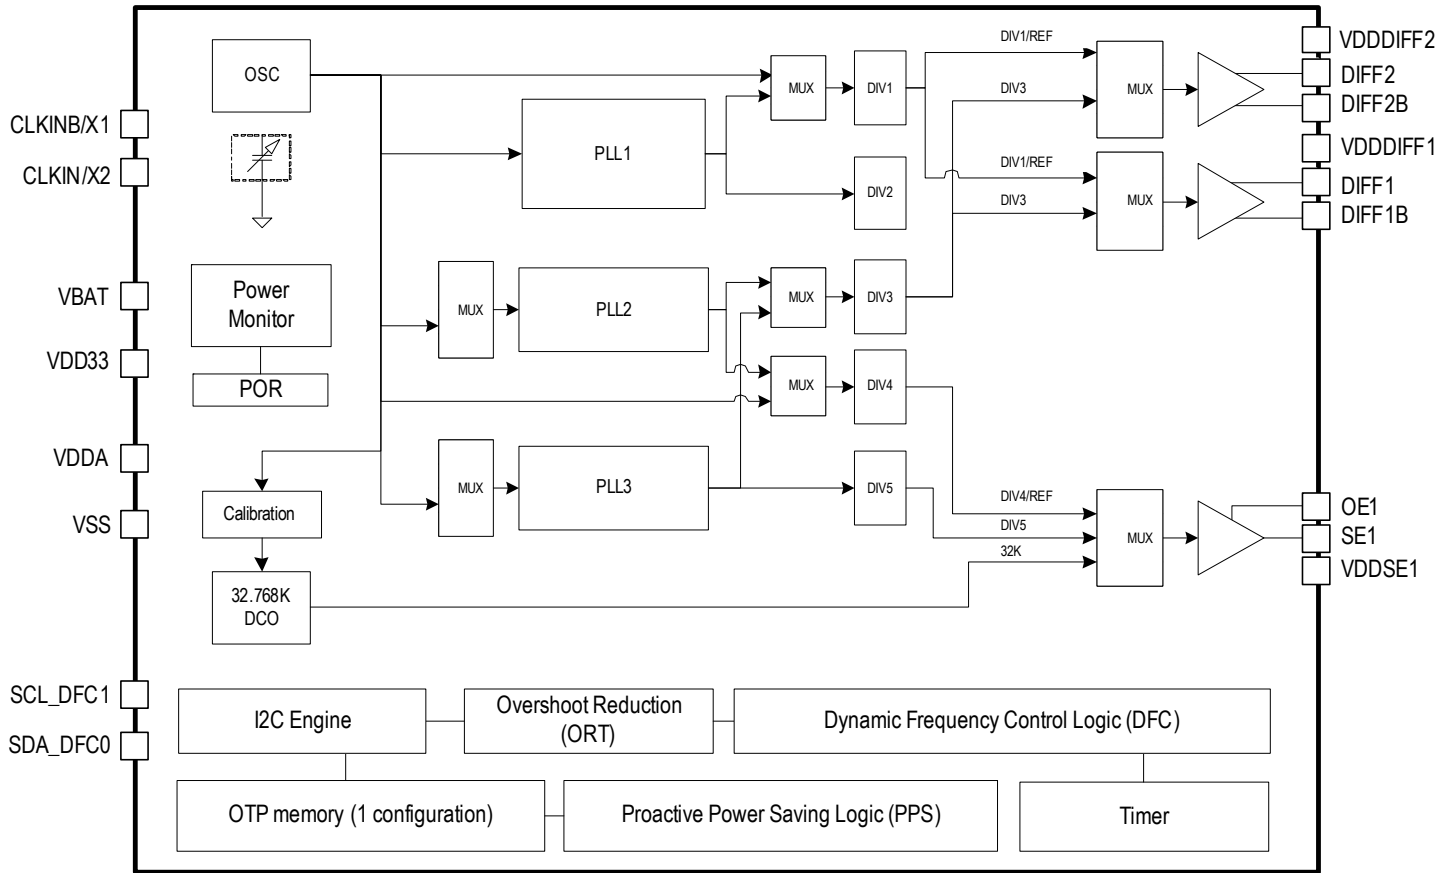 CLKINB/X1
CLKIN/X2
VBAT
VDD33
VDDA
VSS
SCL_DFC1
SDA_DFC0
OSC
Power
Monitor
POR
Calibration
32.768K
DCO
PLL1
MUX
PLL2
MUX
PLL3
MUX
DIV1
DIV2
MUX
DIV3
MUX
DIV4
DIV5
DIV1/REF
DIV3
MUX
DIV1/REF
DIV3
MUX
DIV4/REF
DIV5
32K
MUX
VDDDIFF2
DIFF2
DIFF2B
VDDDIFF1
DIFF1
DIFF1B
OE1
SE1
VDDSE1
I2C Engine
Overshoot Reduction
(ORT)
Dynamic Frequency Control Logic (DFC)
OTP memory (1 configuration)
Proactive Power Saving Logic (PPS)
Timer